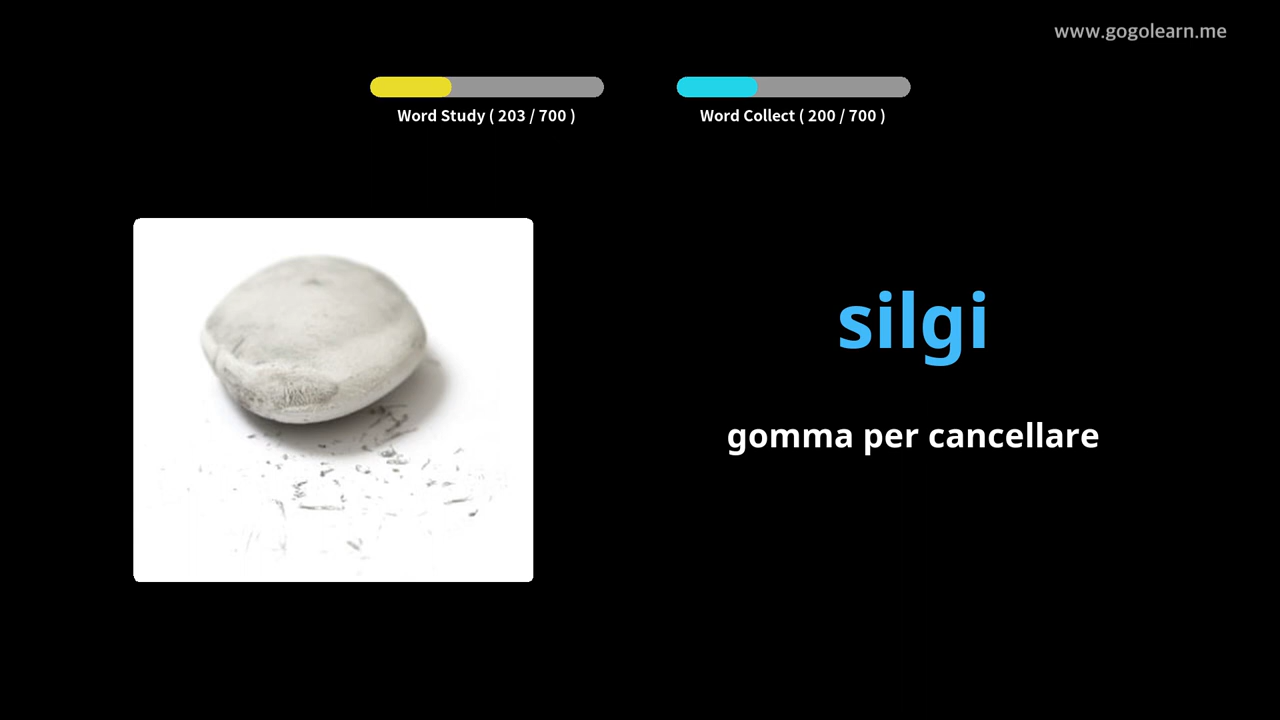 www.gogolearn.me
Word Study ( 203 / 700 )
Word Collect ( 200 / 700 )
silgi
gomma per cancellare